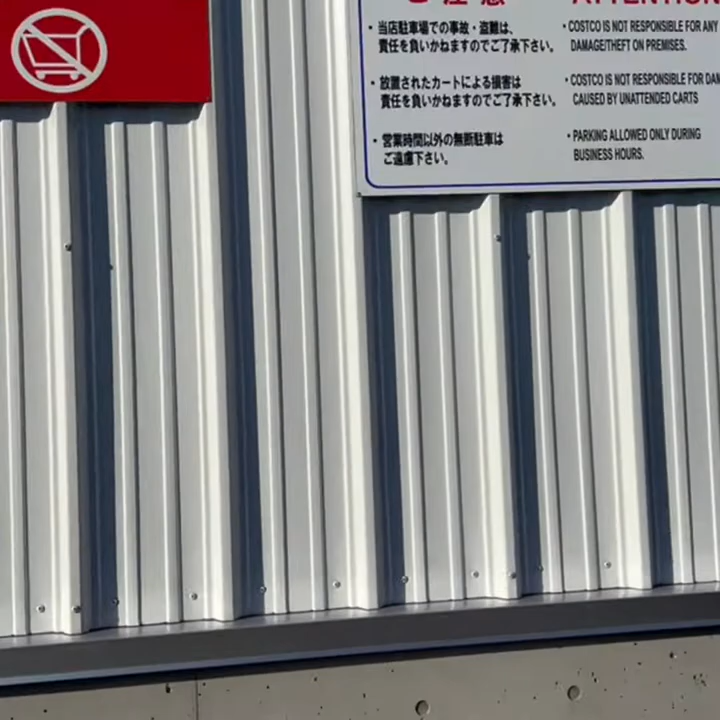 ご注意
・当店駐車場での事故・盗難は、
責任を負いかねますのでご了承下さい。
・放置されたカートによる損害は
責任を負いかねますのでご了承下さい。
・営業時間以外の無断駐車は
ご遠慮下さい。
ATTENTION
・COSTCO IS NOT RESPONSIBLE FOR ANY
DAMAGE/THEFT ON PREMISES.
・COSTCO IS NOT RESPONSIBLE FOR DAM
CAUSED BY UNATTENDED CARTS
・PARKING ALLOWED ONLY DURING
BUSINESS HOURS.